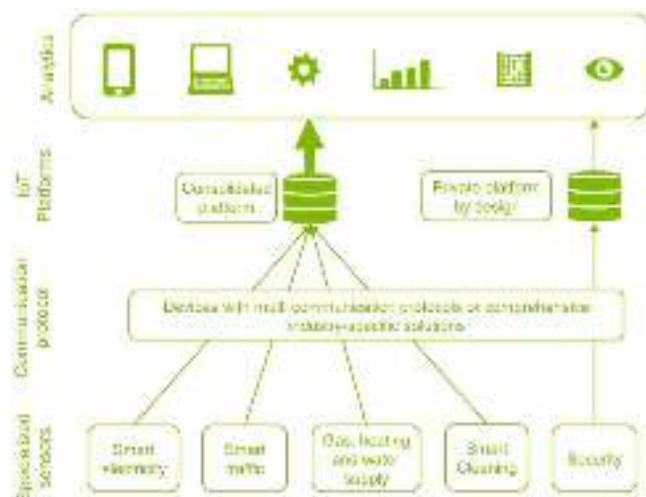 Analytics
IoT
Platforms
Consolidated
platform
Private platform
by design
Communication
protocol
Devices with multi communication protocols or comprehensive
industry-specific solutions
Specialized
sensors
Smart
electricity
Smart
traffic
Gas, heating
and water
supply
Smart
Cleaning
Security